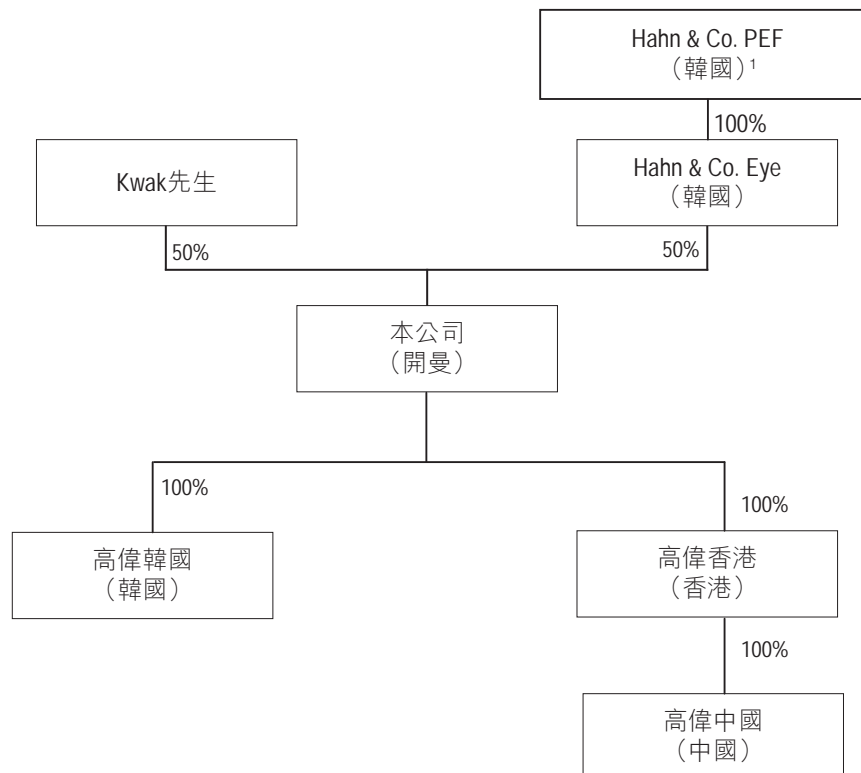 Hahn & Co. PEF
（韓國）1
100%
Kwak先生
Hahn & Co. Eye
（韓國）
50%
50%
本公司
（開曼）
100%
100%
高偉韓國
（韓國）
高偉香港
（香港）
100%
高偉中國
（中國）